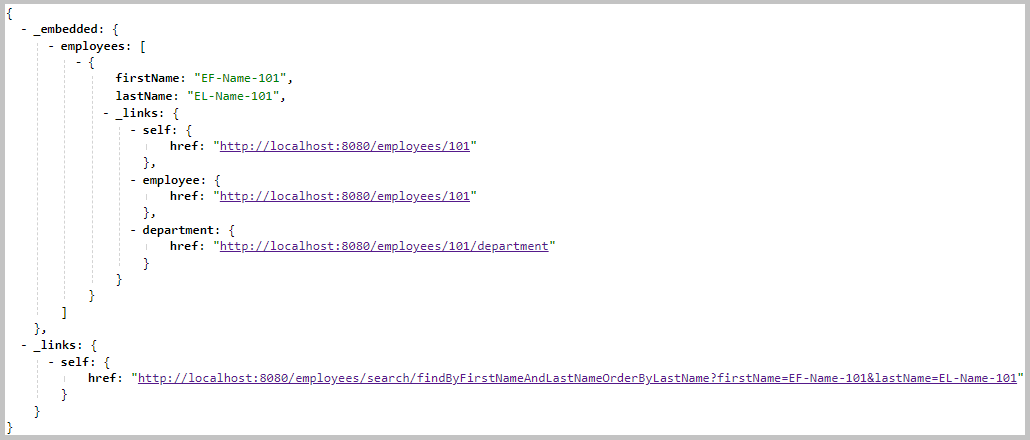 {
- _embedded: {
- employees: [
- {
firstName: "EF-Name-101",
lastName: "EL-Name-101",
- _links: {
- self: {
href: "http://localhost:8080/employees/101"
},
- employee: {
href: "http://localhost:8080/employees/101"
},
- department: {
href: "http://localhost:8080/employees/101/department"
}
}
}
]
},
- _links: {
- self: {
href: "http://localhost:8080/employees/search/findByFirstNameAndLastNameOrderByLastName?firstName=EF-Name-101&lastName=EL-Name-101"
}
}
}